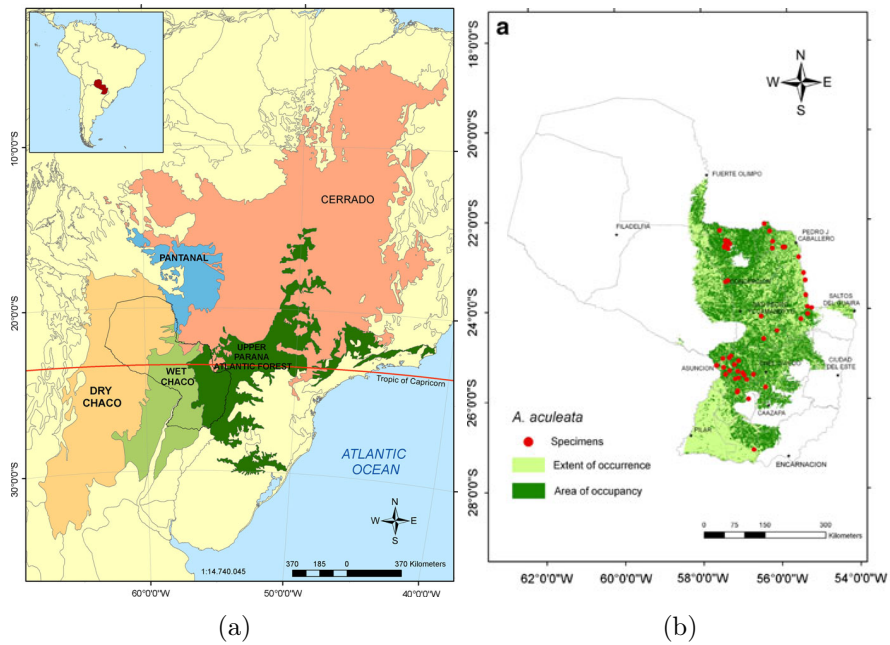 10°0'0"S
20°0'0"S
30°0'0"S
60°0'0"W
50°0'0"W
40°0'0"W
CERRADO
PANTANAL
UPPER
PARANA
ATLANTIC FOREST
WET
CHACO
DRY
CHACO
Tropic of Capricorn
ATLANTIC
OCEAN
N
W E
S
1:14.740.045
370 185 0 370 Kilometers
(a)
a
18°0'0"S
20°0'0"S
22°0'0"S
24°0'0"S
26°0'0"S
28°0'0"S
N
W E
S
FUERTE OLIMPO
FILADELFIA
PEDRO J
CABALLERO
SALTOS
DEL GUAIRA
CIUDAD
DEL ESTE
ASUNCION
CAAZAPA
PILAR
ENCARNACION
A. aculeata
Specimens
Extent of occurrence
Area of occupancy
0 75 150 300
Kilometers
62°0'0"W
60°0'0"W
58°0'0"W
56°0'0"W
54°0'0"W
(b)